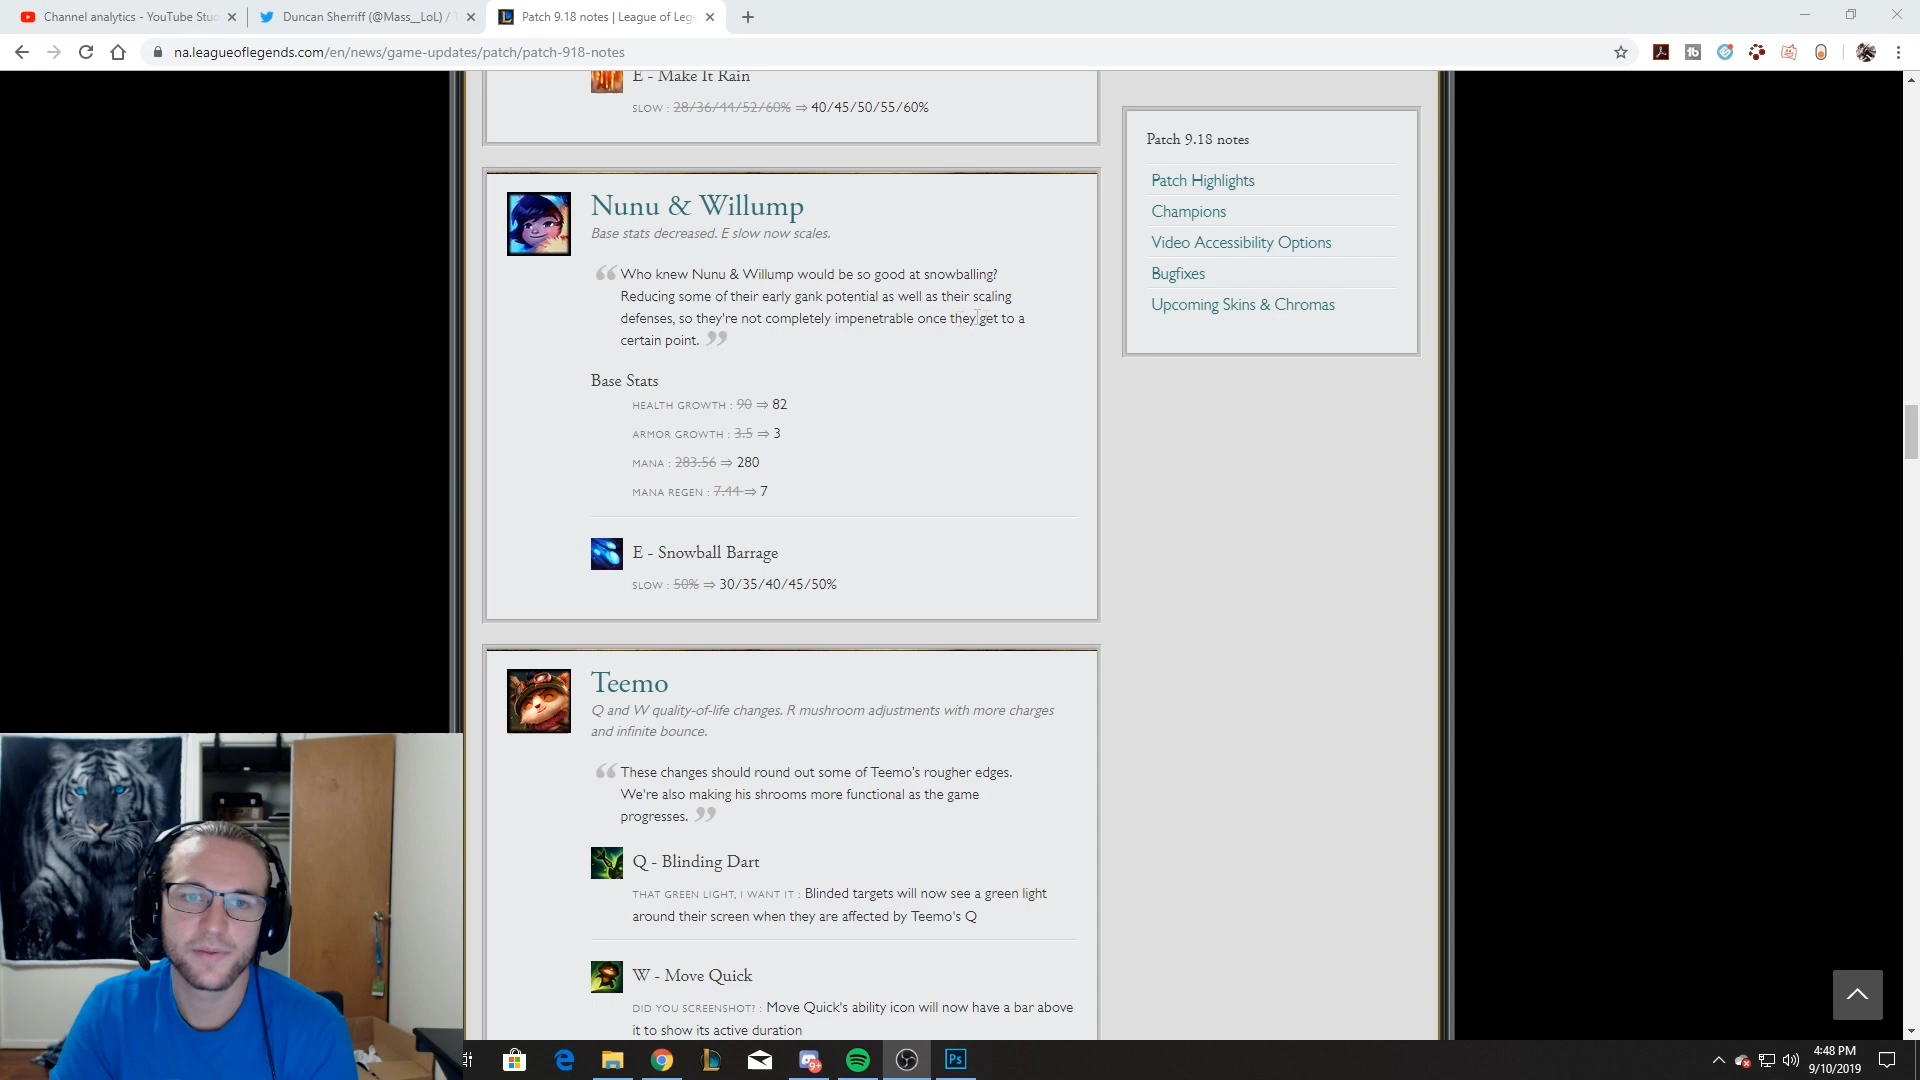 Channel analytics - YouTube Stu
Duncan Sherriff (@Mass__LoL) / T
Patch 9.18 notes | League of Leg
na.leagueoflegends.com/en/news/game-updates/patch/patch-918-notes
E - Make It Rain
SLOW : 28/36/44/52/60% ⇒ 40/45/50/55/60%
Patch 9.18 notes
Patch Highlights
Champions
Video Accessibility Options
Bugfixes
Upcoming Skins & Chromas
Nunu & Willump
Base stats decreased. E slow now scales.
“ Who knew Nunu & Willump would be so good at snowballing?
Reducing some of their early gank potential as well as their scaling
defenses, so they're not completely impenetrable once they get to a
certain point. ”
Base Stats
HEALTH GROWTH : 90 ⇒ 82
ARMOR GROWTH : 3.5 ⇒ 3
MANA : 283.56 ⇒ 280
MANA REGEN : 7.44 ⇒ 7
E - Snowball Barrage
SLOW : 50% ⇒ 30/35/40/45/50%
Teemo
Q and W quality-of-life changes. R mushroom adjustments with more charges
and infinite bounce.
“ These changes should round out some of Teemo's rougher edges.
We're also making his shrooms more functional as the game
progresses. ”
Q - Blinding Dart
THAT GREEN LIGHT, I WANT IT : Blinded targets will now see a green light
around their screen when they are affected by Teemo's Q
W - Move Quick
DID YOU SCREENSHOT? : Move Quick's ability icon will now have a bar above
it to show its active duration
9+
Ps
4:48 PM
9/10/2019